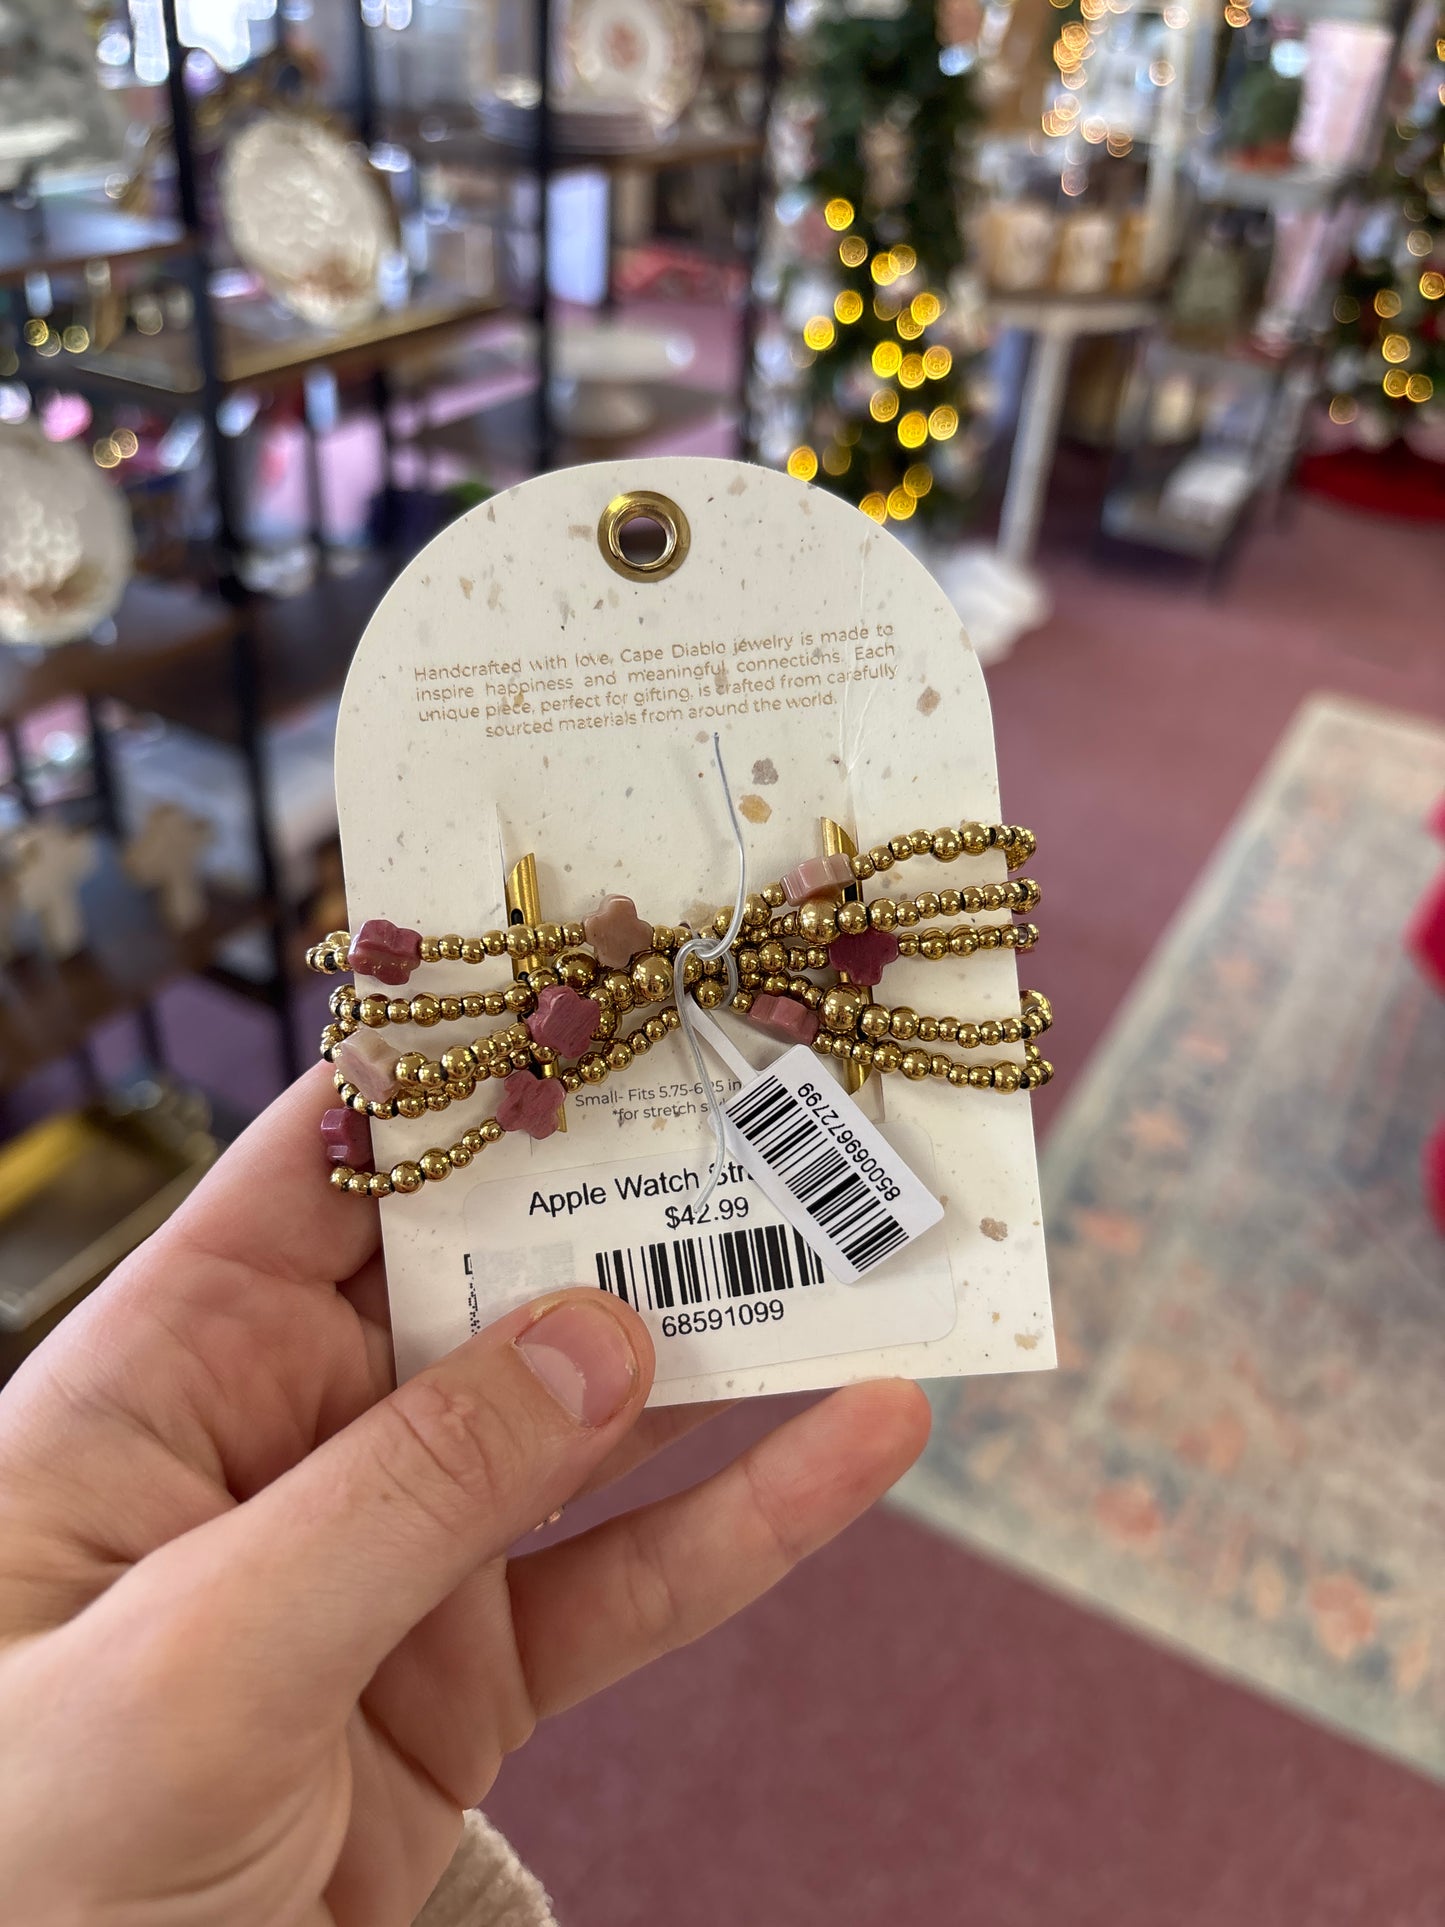 Handcrafted with love, Cape Diablo jewelry is made to
inspire happiness and meaningful connections. Each
unique piece, perfect for gifting, is crafted from carefully
sourced materials from around the world.
Small- Fits 5.75-6.25 in
*for stretch
Apple Watch
$42.99
68591099
850069672799